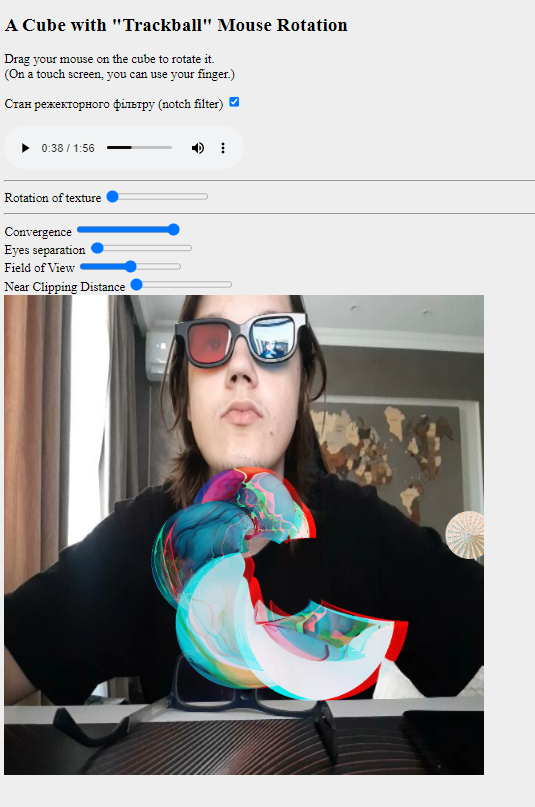 A Cube with "Trackball" Mouse Rotation
Drag your mouse on the cube to rotate it.
(On a touch screen, you can use your finger.)
Стан режекторного фільтру (notch filter)
0:38 / 1:56
Rotation of texture
Convergence
Eyes separation
Field of View
Near Clipping Distance